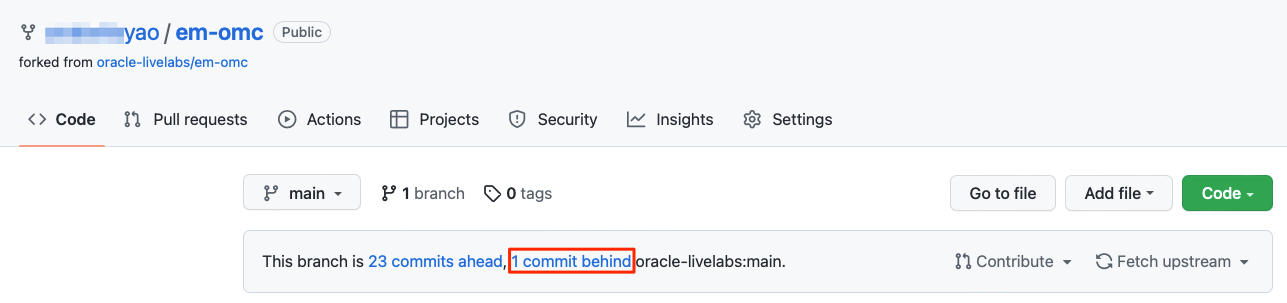 yao / em-omc Public
forked from oracle-livelabs/em-omc
Code Pull requests Actions Projects Security Insights Settings
main 1 branch 0 tags Go to file Add file Code
This branch is 23 commits ahead, 1 commit behind oracle-livelabs:main. Contribute Fetch upstream